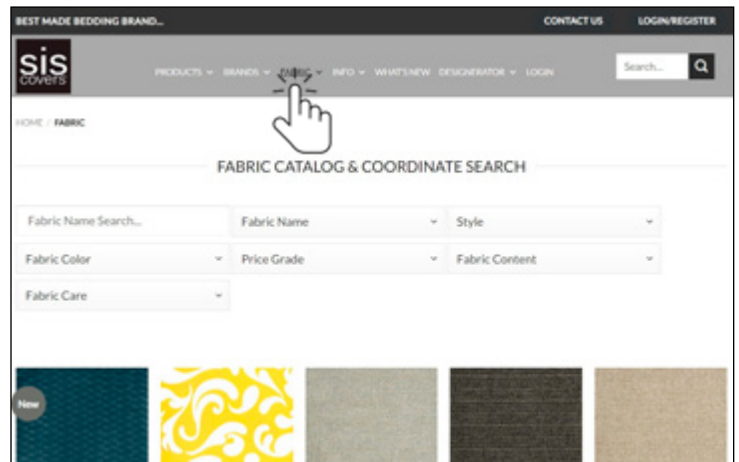 BEST MADE BEDDING BRAND...
CONTACT US LOGIN/REGISTER
sis
covers
PRODUCTS BRANDS FABRIC INFO WHAT'S NEW DESIGNERATOR LOGIN
Search...
HOME / FABRIC
FABRIC CATALOG & COORDINATE SEARCH
Fabric Name Search... Fabric Name Style
Fabric Color Price Grade Fabric Content
Fabric Care
New